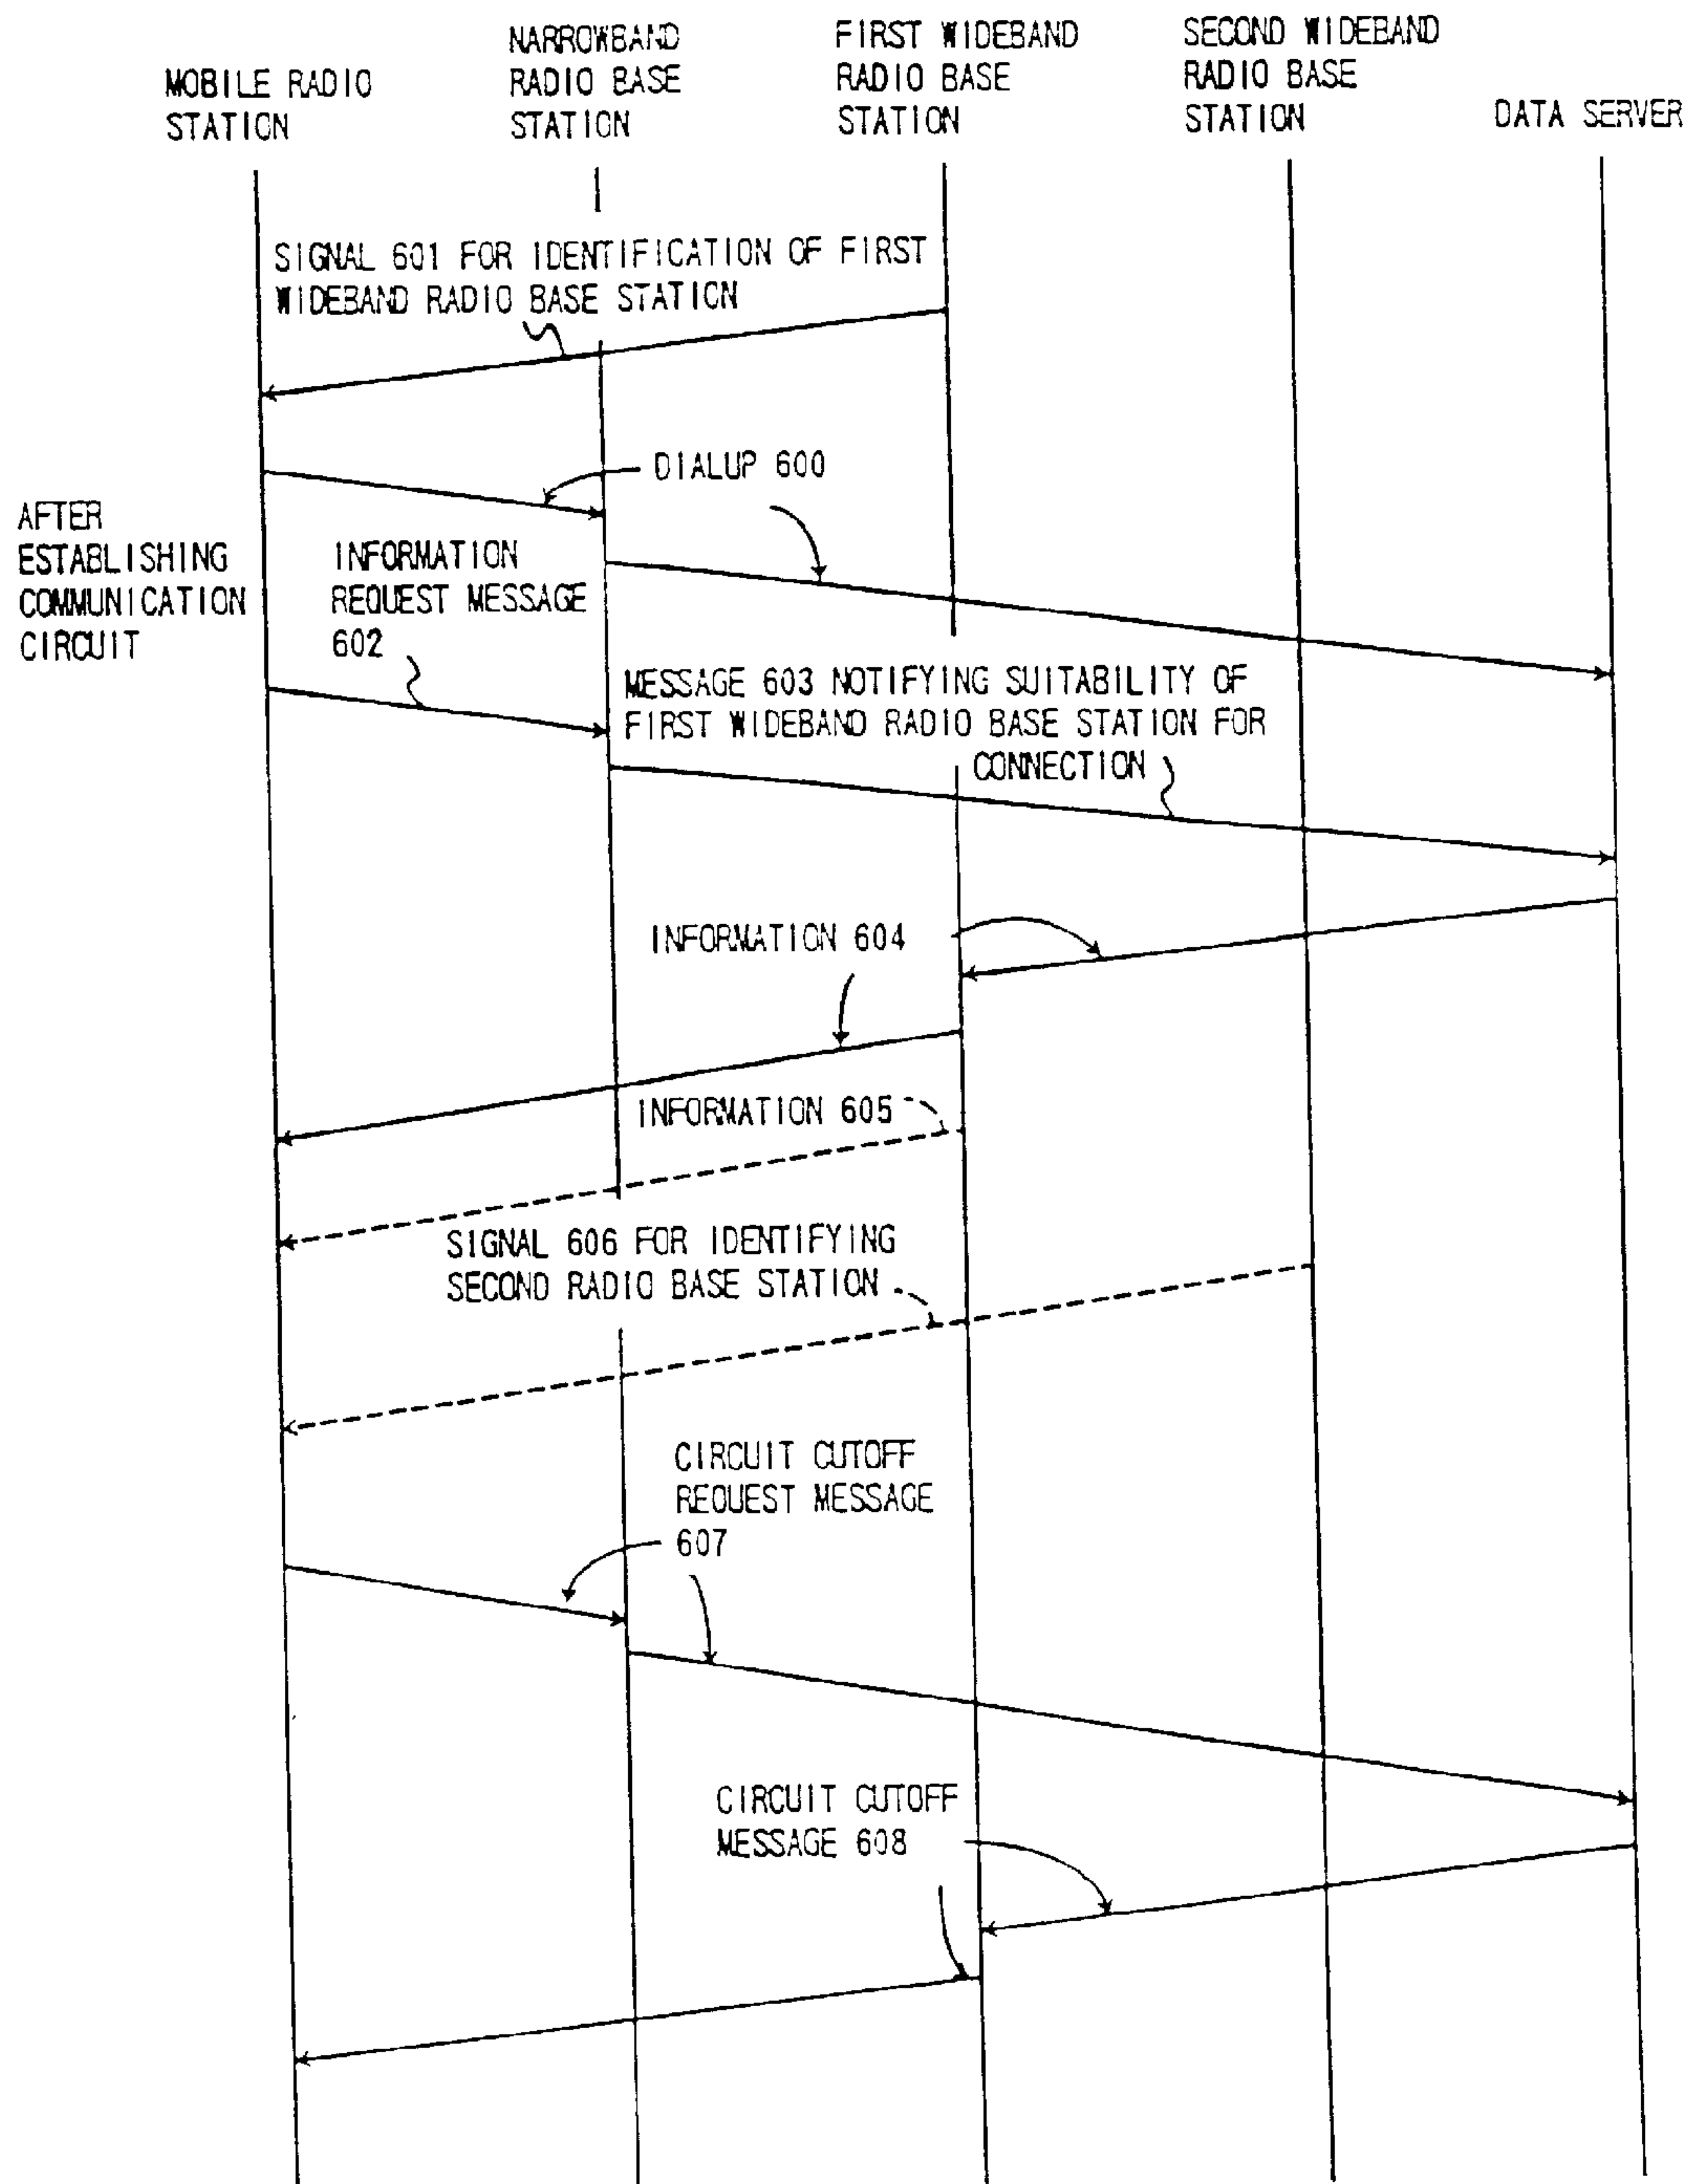 MOBILE RADIO
STATION
NARROWBAND
RADIO BASE
STATION
FIRST WIDEBAND
RADIO BASE
STATION
SECOND WIDEBAND
RADIO BASE
STATION
DATA SERVER
SIGNAL 601 FOR IDENTIFICATION OF FIRST
WIDEBAND RADIO BASE STATION
DIALUP 600
AFTER
ESTABLISHING
COMMUNICATION
CIRCUIT
INFORMATION
REQUEST MESSAGE
602
MESSAGE 603 NOTIFYING SUITABILITY OF
FIRST WIDEBAND RADIO BASE STATION FOR
CONNECTION
INFORMATION 604
INFORMATION 605
SIGNAL 606 FOR IDENTIFYING
SECOND RADIO BASE STATION
CIRCUIT CUTOFF
REQUEST MESSAGE
607
CIRCUIT CUTOFF
MESSAGE 608